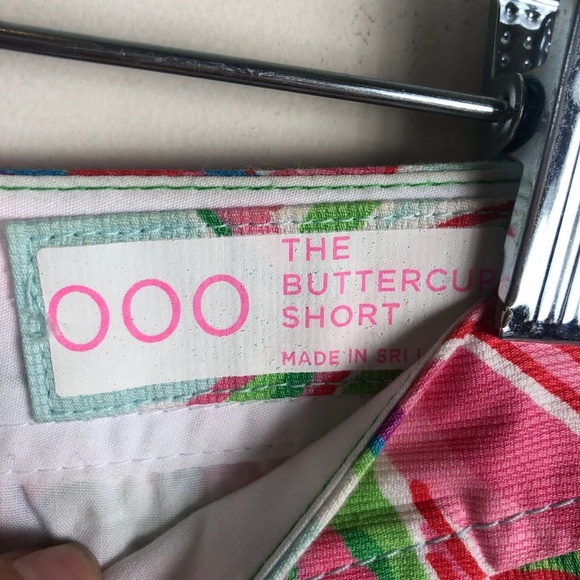 000
THE
BUTTERCUP
SHORT
MADE IN SRI